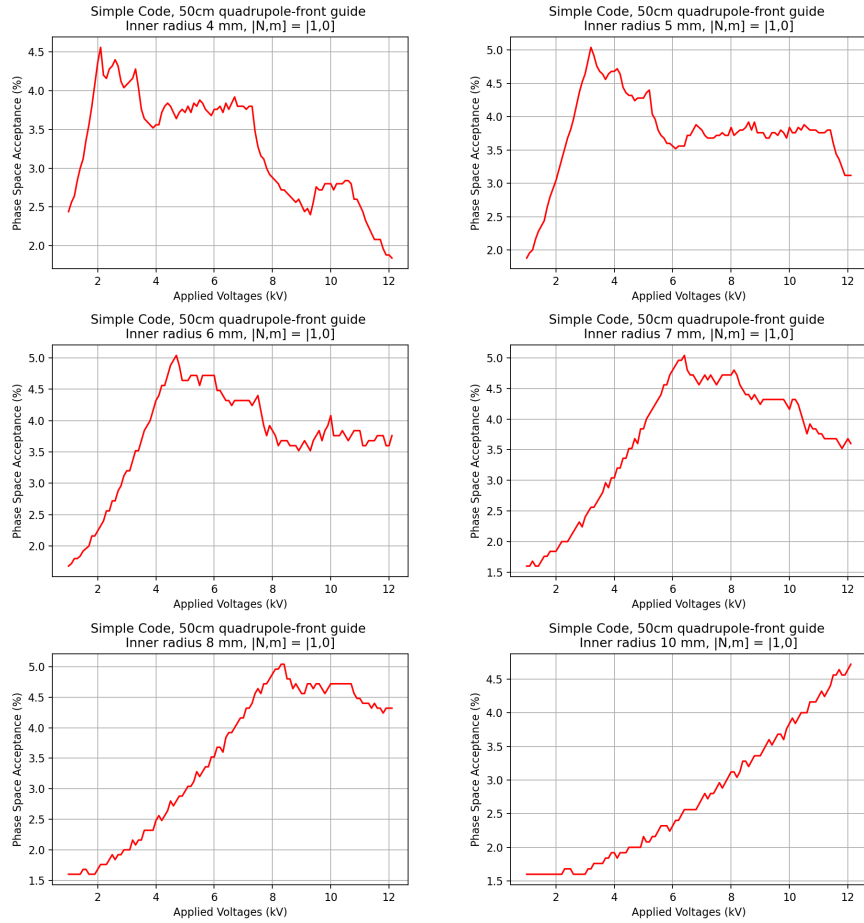 Simple Code, 50cm quadrupole-front guide
Inner radius 4 mm, |N,m] = |1,0]
Phase Space Acceptance (%)
4.5
4.0
3.5
3.0
2.5
2.0
2 4 6 8 10 12
Applied Voltages (kV)
Simple Code, 50cm quadrupole-front guide
Inner radius 5 mm, |N,m] = |1,0]
Phase Space Acceptance (%)
5.0
4.5
4.0
3.5
3.0
2.5
2.0
2 4 6 8 10 12
Applied Voltages (kV)
Simple Code, 50cm quadrupole-front guide
Inner radius 6 mm, |N,m] = |1,0]
Phase Space Acceptance (%)
5.0
4.5
4.0
3.5
3.0
2.5
2.0
2 4 6 8 10 12
Applied Voltages (kV)
Simple Code, 50cm quadrupole-front guide
Inner radius 7 mm, |N,m] = |1,0]
Phase Space Acceptance (%)
5.0
4.5
4.0
3.5
3.0
2.5
2.0
1.5
2 4 6 8 10 12
Applied Voltages (kV)
Simple Code, 50cm quadrupole-front guide
Inner radius 8 mm, |N,m] = |1,0]
Phase Space Acceptance (%)
5.0
4.5
4.0
3.5
3.0
2.5
2.0
1.5
2 4 6 8 10 12
Applied Voltages (kV)
Simple Code, 50cm quadrupole-front guide
Inner radius 10 mm, |N,m] = |1,0]
Phase Space Acceptance (%)
4.5
4.0
3.5
3.0
2.5
2.0
1.5
2 4 6 8 10 12
Applied Voltages (kV)